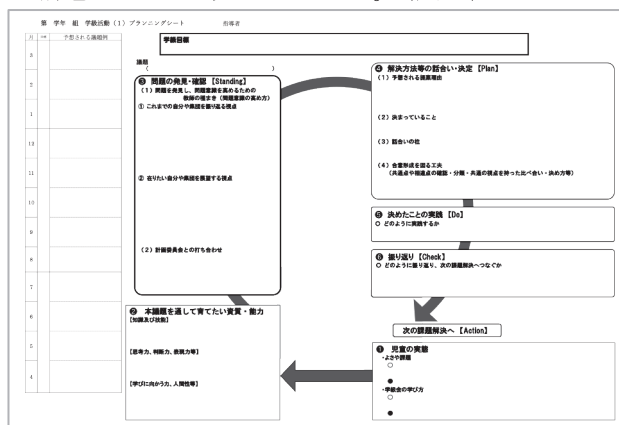 第 学年 組 学級活動(1)プランニングシート 指導者
月 予想される議題例
3
2
1
12
11
10
9
8
7
6
5
4
学級目標
議題
( )
❸ 問題の発見・確認 【Standing】
(1)問題を発見し、問題意識を高めるための
教師の種まき(問題意識の高め方)
① これまでの自分や集団を振り返る視点
② 在りたい自分や集団を展望する視点
(2)計画委員会との打ち合わせ
❹ 解決方法等の話合い・決定 【Plan】
(1)予想される提案理由
(2)決まっていること
(3)話合いの柱
(4)合意形成を図る工夫
(共通点や相違点の確認・分類・共通の視点を持った比べ合い・決め方等)
❺ 決めたことの実践 【Do】
○ どのように実践するか
❻ 振り返り 【Check】
○ どのように振り返り、次の課題解決へつなぐか
次の課題解決へ 【Action】
❶ 児童の実態
・よさや課題
○
●
・学級会の学び方
○
●
❷ 本議題を通して育てたい資質・能力
【知識及び技能】
【思考力、判断力、表現力等】
【学びに向かう力、人間性等】